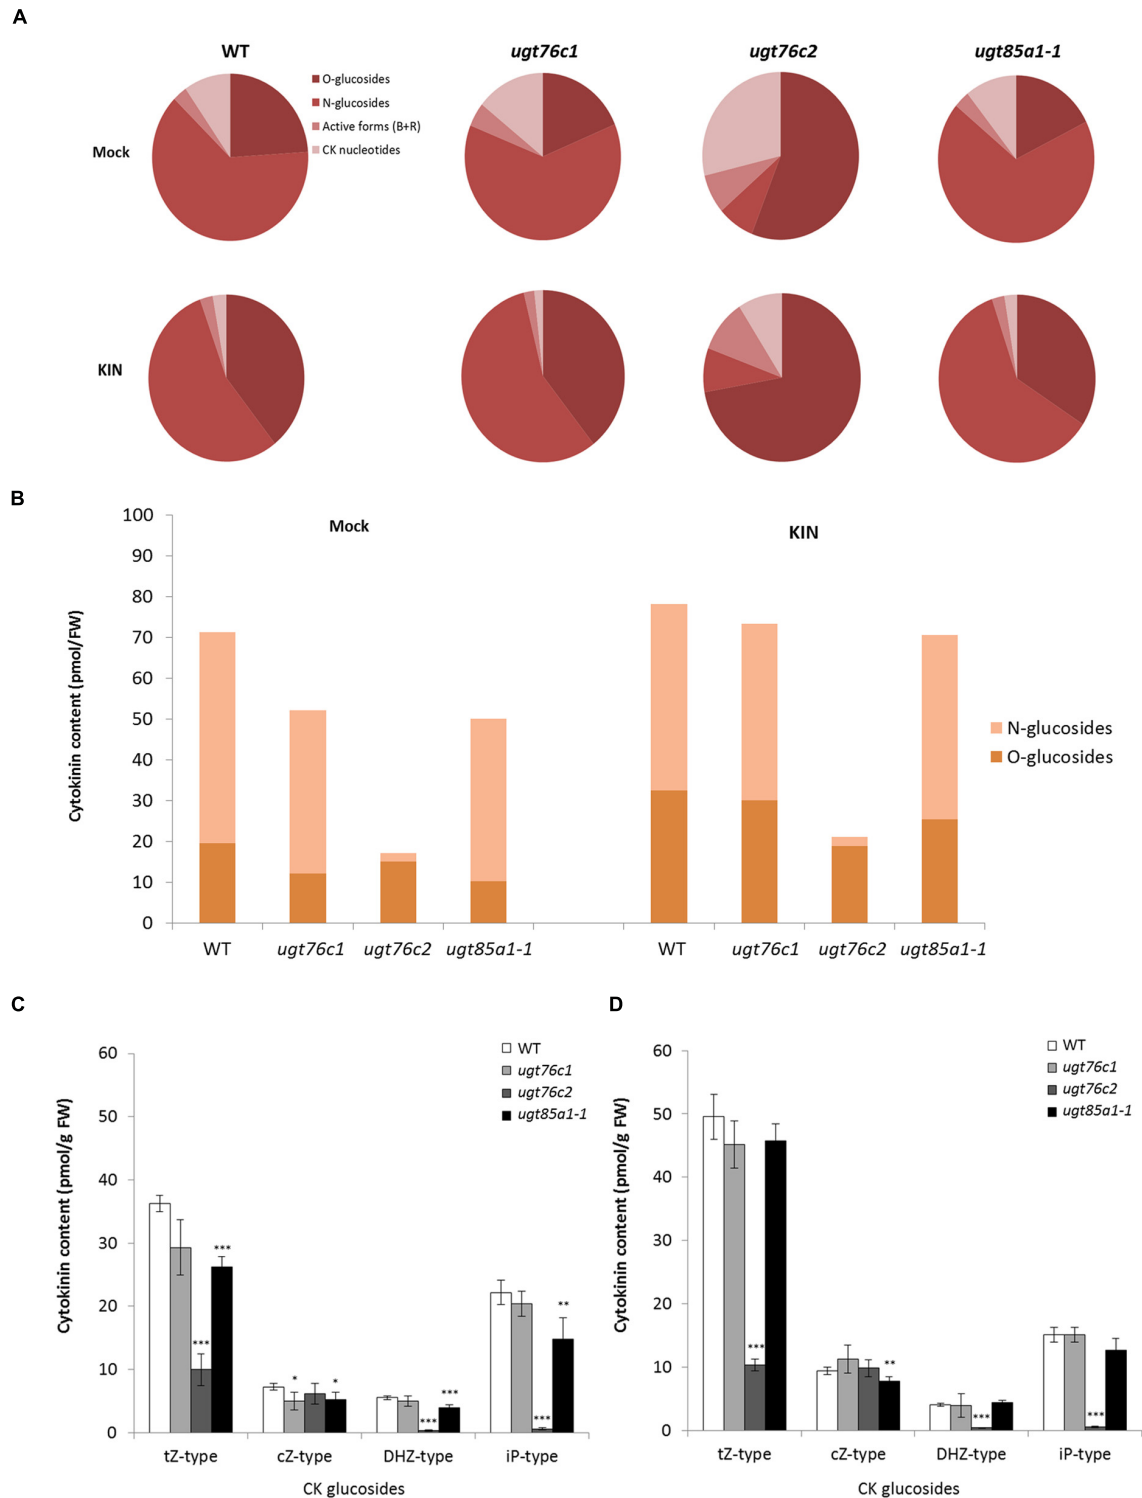 A
WT
ugt76c1
ugt76c2
ugt85a1-1
O-glucosides
N-glucosides
Active forms (B+R)
CK nucleotides
Mock
KIN
B
Mock
KIN
Cytokinin content (pmol/FW)
100
90
80
70
60
50
40
30
20
10
0
N-glucosides
O-glucosides
WT
ugt76c1
ugt76c2
ugt85a1-1
WT
ugt76c1
ugt76c2
ugt85a1-1
C
Cytokinin content (pmol/g FW)
60
50
40
30
20
10
0
WT
ugt76c1
ugt76c2
ugt85a1-1
***
***
*
*
***
***
***
**
tZ-type
cZ-type
DHZ-type
iP-type
CK glucosides
D
Cytokinin content (pmol/g FW)
60
50
40
30
20
10
0
WT
ugt76c1
ugt76c2
ugt85a1-1
***
**
***
***
tZ-type
cZ-type
DHZ-type
iP-type
CK glucosides